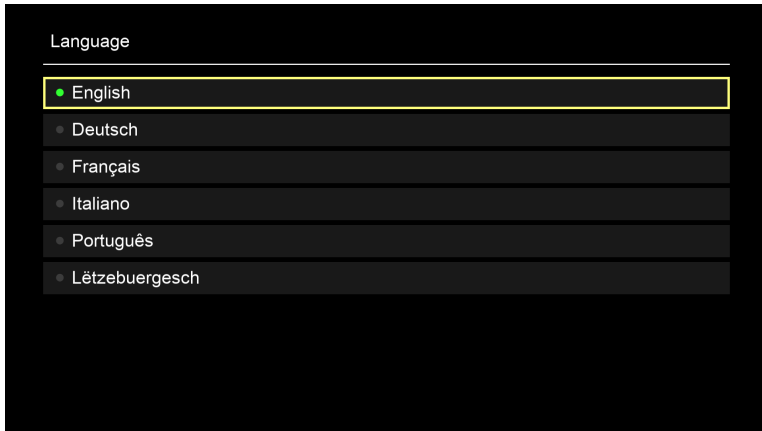 Language
English
Deutsch
Français
Italiano
Português
Lëtzebuergesch